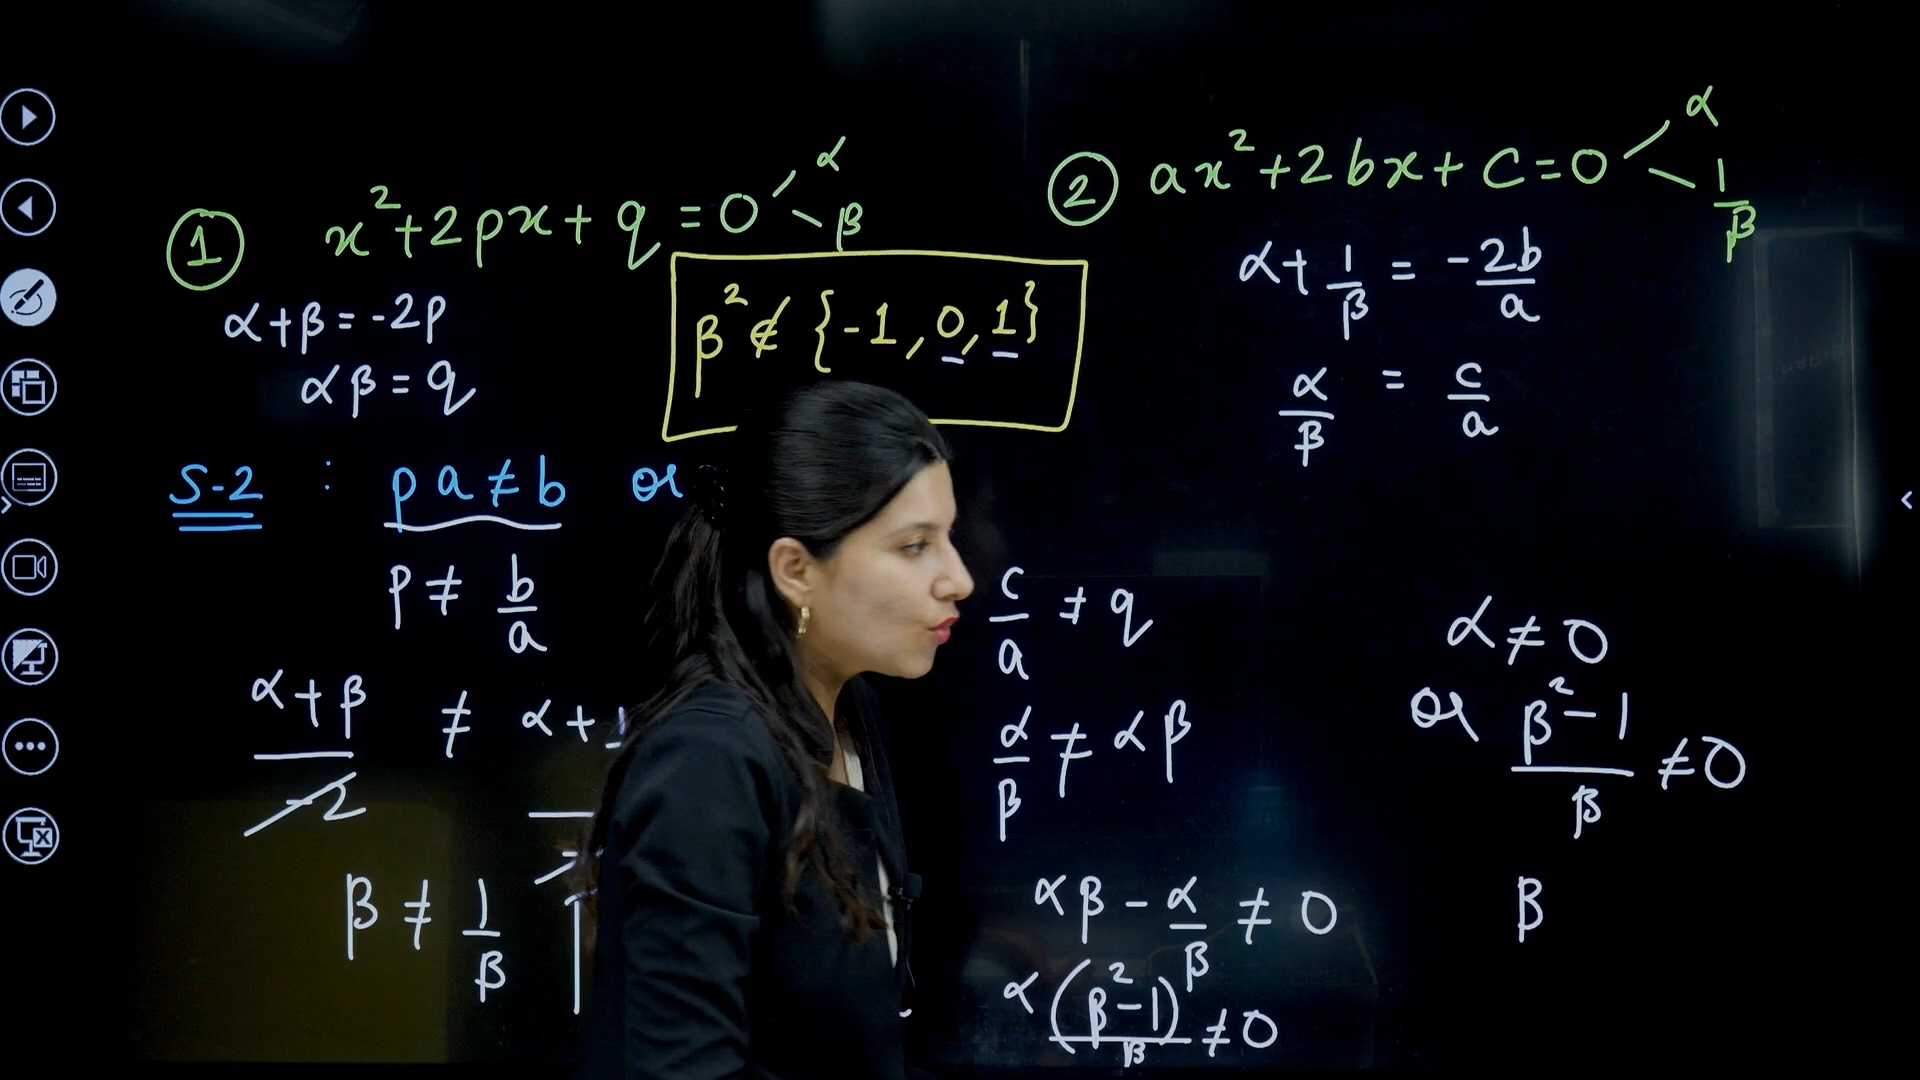 ① x²+2px+q=0 α β
α+β=-2p
αβ=q
β² ∉ {-1, 0, 1}
② ax²+2bx+c=0 α 1/β
α+1/β = -2b/a
α/β = c/a
S-2 : pa≠b or
p ≠ b/a
(α+β)/-2 ≠ α+
β ≠ 1/β
c/a ≠ q
α/β ≠ αβ
αβ - α/β ≠ 0
α(β²-1)/β ≠ 0
α ≠ 0
or (β²-1)/β ≠ 0
β